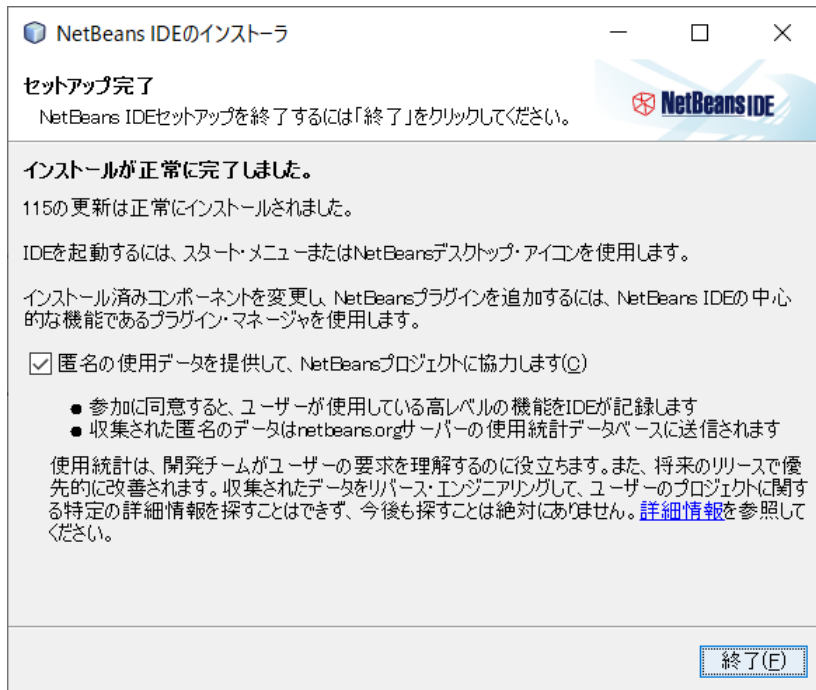 NetBeans IDEのインストーラ
セットアップ完了
NetBeans IDEセットアップを終了するには「終了」をクリックしてください。
NetBeans IDE
インストールが正常に完了しました。
115の更新は正常にインストールされました。
IDEを起動するには、スタート・メニューまたはNetBeansデスクトップ・アイコンを使用します。
インストール済みコンポーネントを変更し、NetBeansプラグインを追加するには、NetBeans IDEの中心
的な機能であるプラグイン・マネージャを使用します。
匿名の使用データを提供して、NetBeansプロジェクトに協力します(C)
● 参加に同意すると、ユーザーが使用している高レベルの機能をIDEが記録します
● 収集された匿名のデータはnetbeans.orgサーバーの使用統計データベースに送信されます
使用統計は、開発チームがユーザーの要求を理解するのに役立ちます。また、将来のリリースで優
先的に改善されます。収集されたデータをリバース・エンジニアリングして、ユーザーのプロジェクトに関す
る特定の詳細情報を探すことはできず、今後も探すことは絶対にありません。詳細情報を参照して
ください。
終了(F)